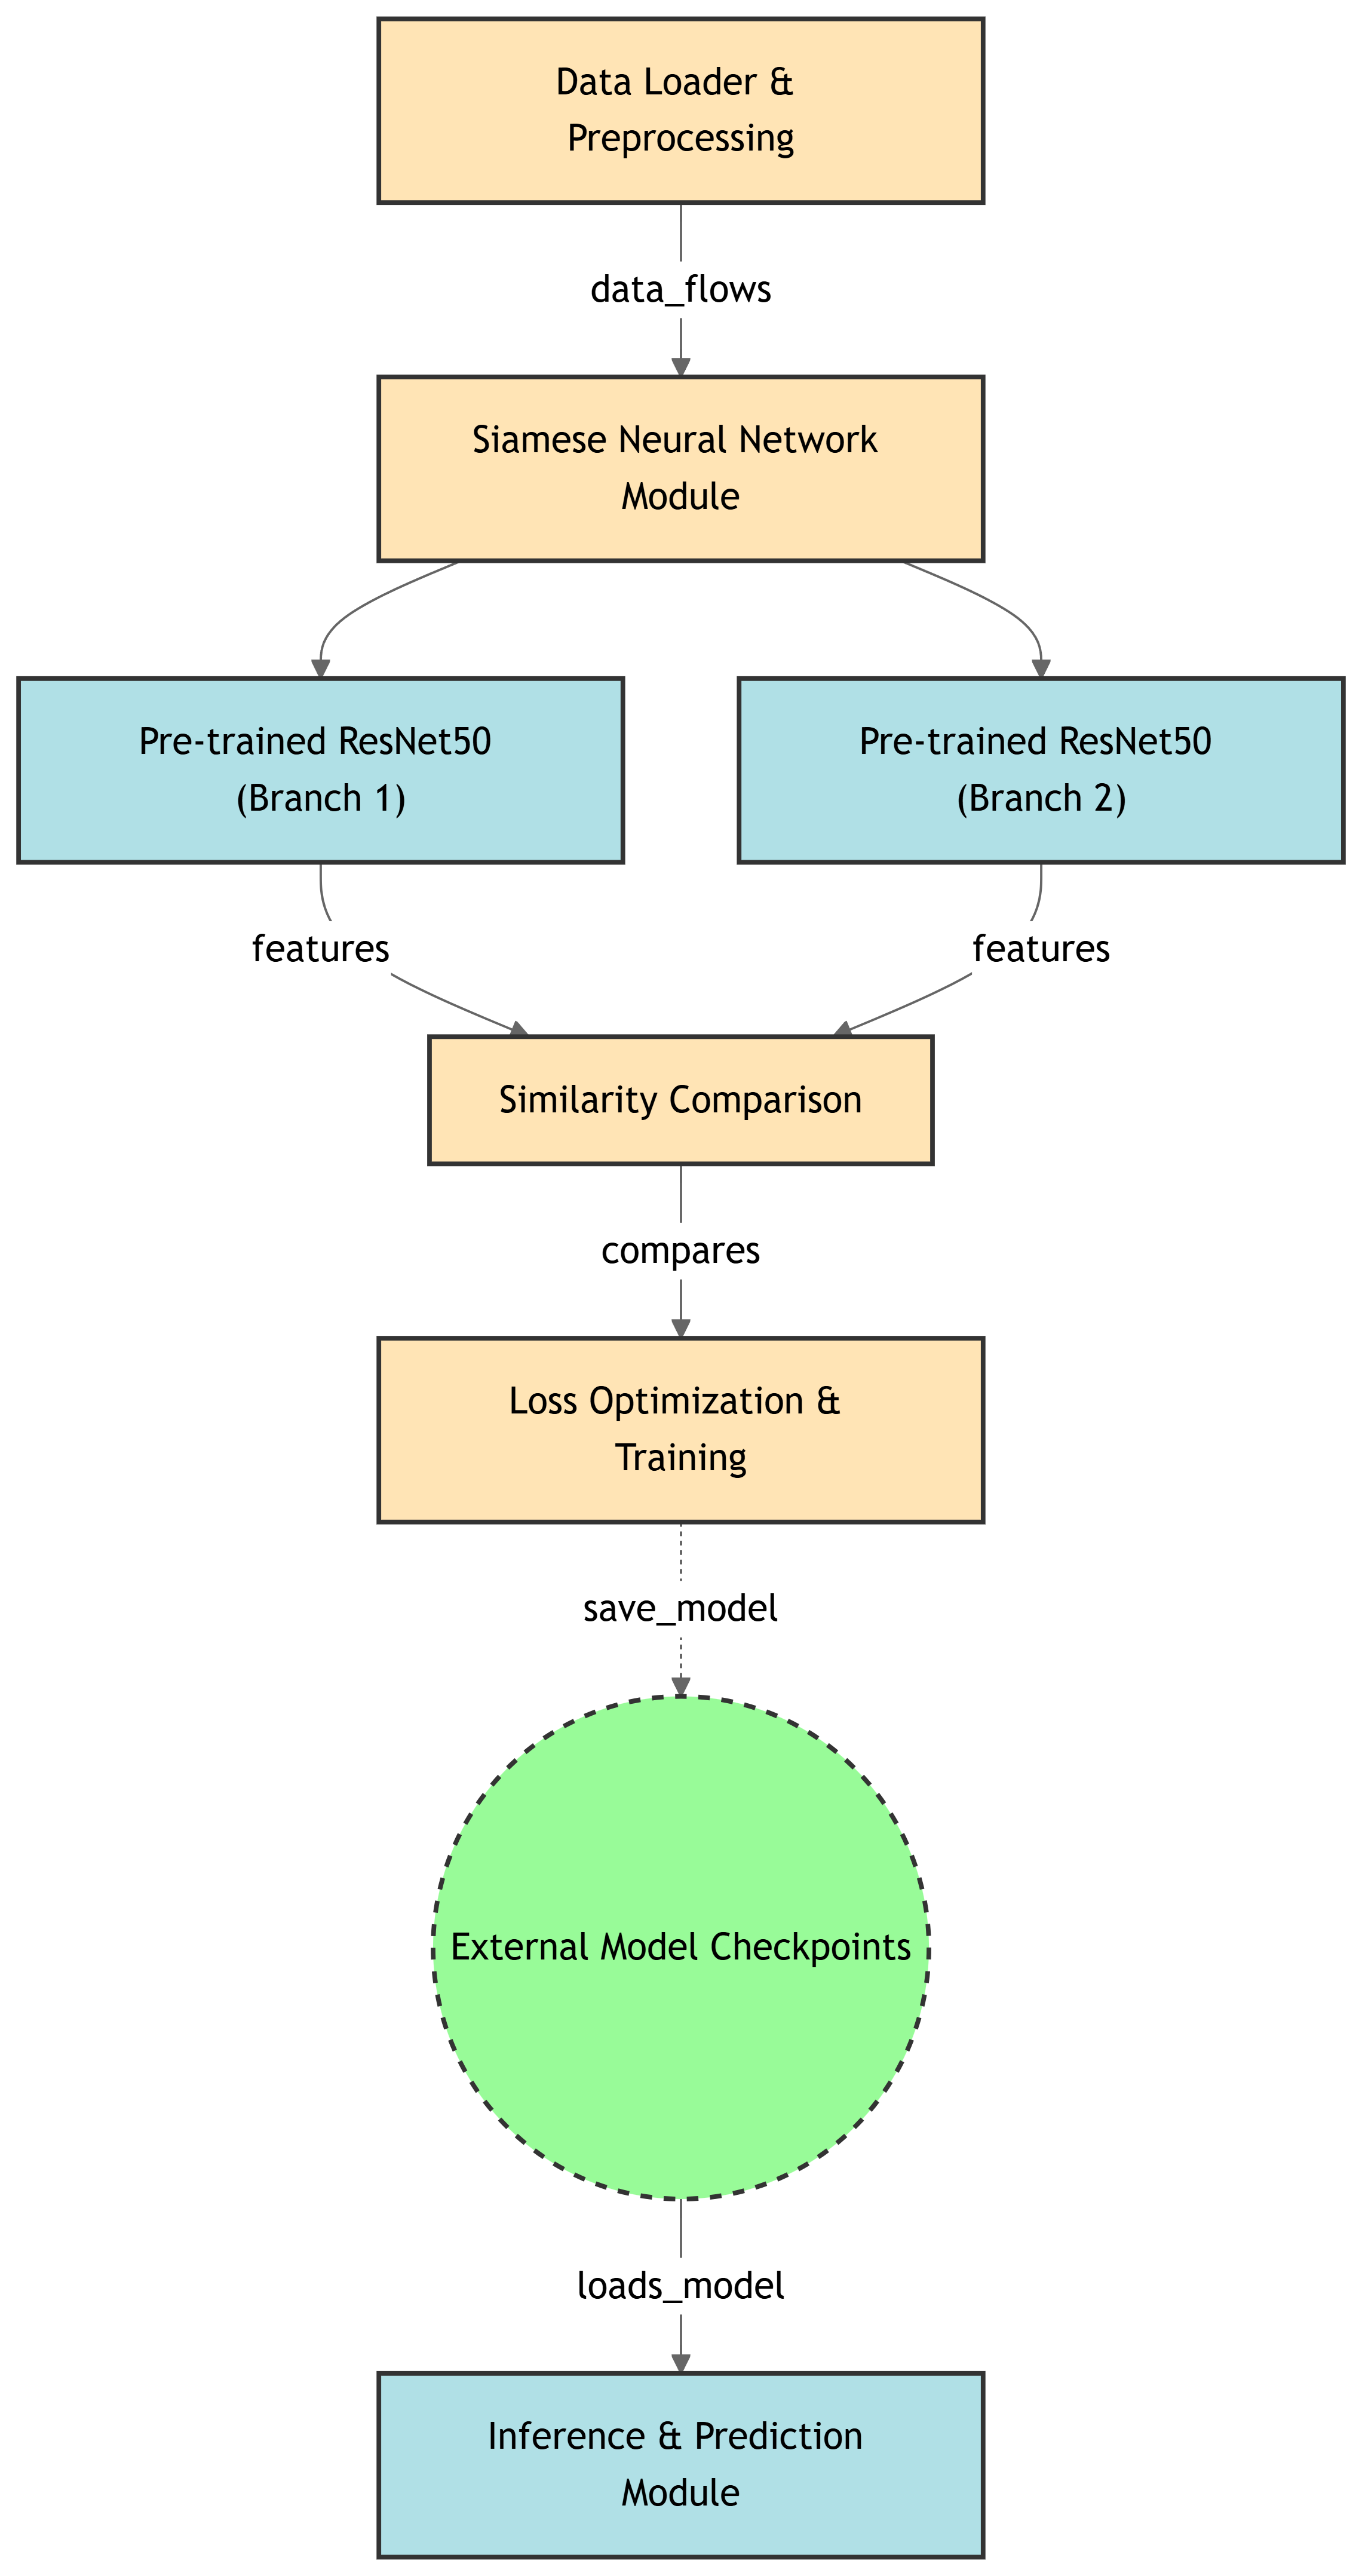 Data Loader &
Preprocessing
data_flows
Siamese Neural Network
Module
Pre-trained ResNet50
(Branch 1)
Pre-trained ResNet50
(Branch 2)
features
features
Similarity Comparison
compares
Loss Optimization &
Training
save_model
External Model Checkpoints
loads_model
Inference & Prediction
Module